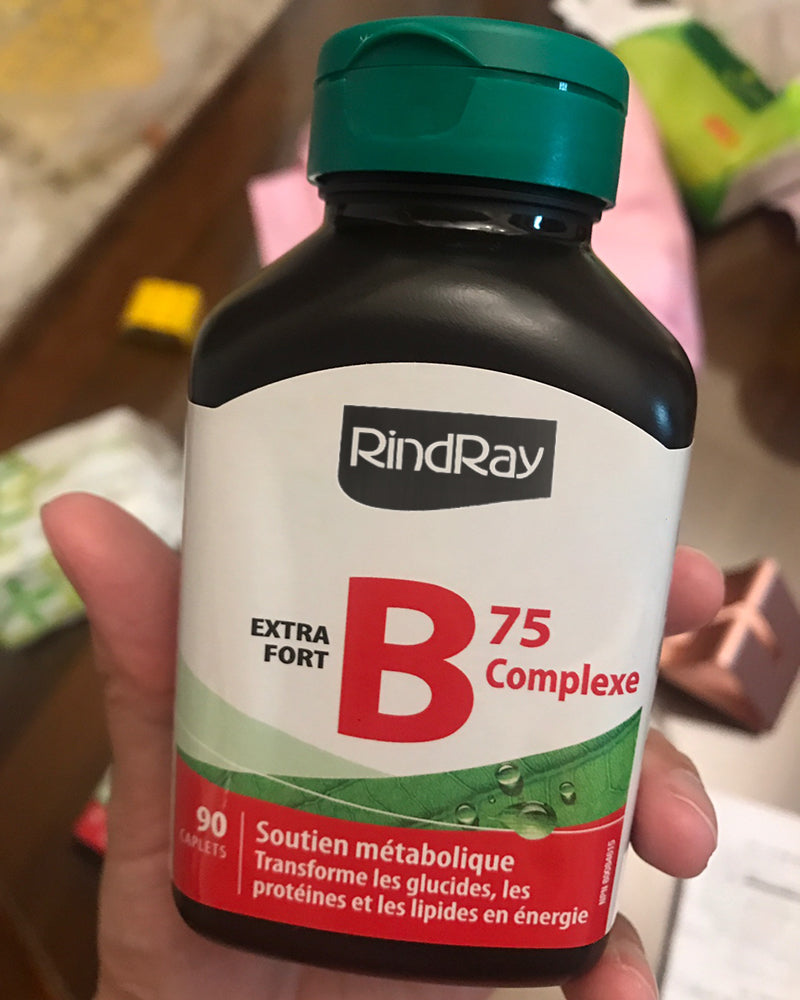 RindRay
EXTRA
FORT
B 75
Complexe
90
CAPLETS
Soutien métabolique
Transforme les glucides, les
protéines et les lipides en énergie